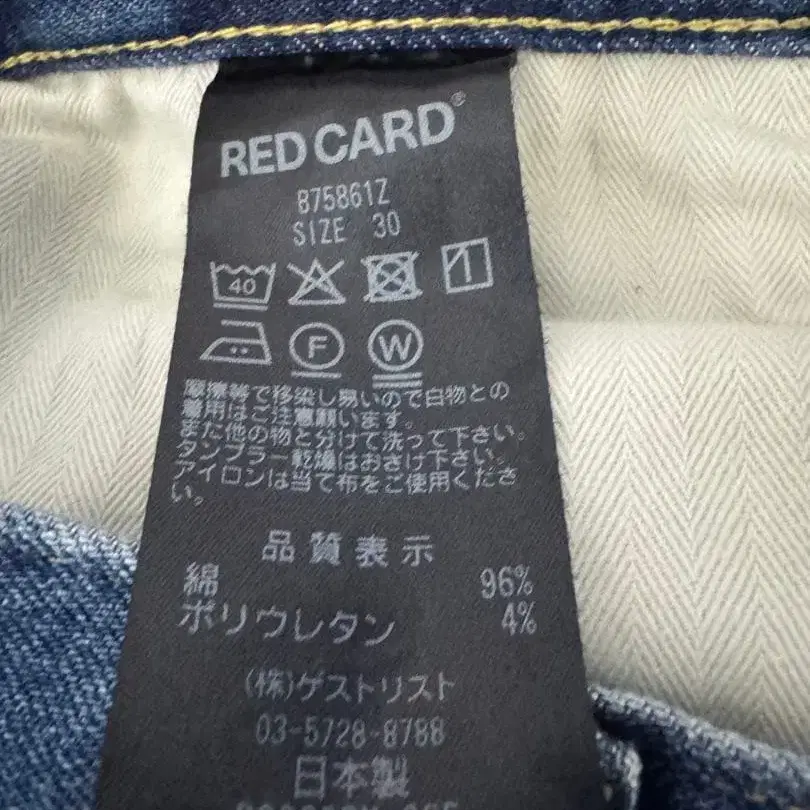 RED CARD®
875861Z
SIZE 30
40
F
W
摩擦等で移染し易いので白物との
着用はご注意願います。
また他の物と分けて洗って下さい。
タンブラー乾燥はおさけ下さい。
アイロンは当て布をご使用くださ
い。
品質表示
綿 96%
ポリウレタン 4%
(株)ゲストリスト
03-5728-8788
日本製